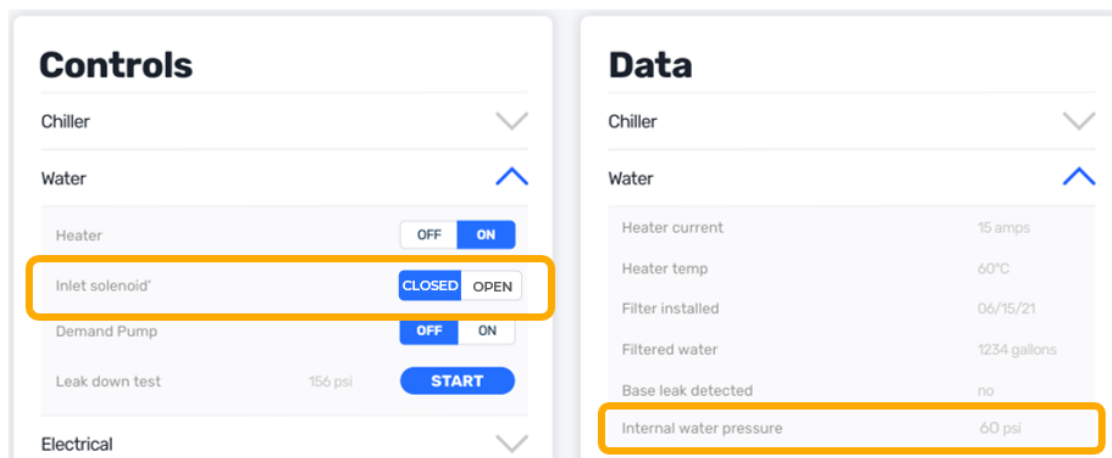 Controls
Chiller
Water
Heater OFF ON
Inlet solenoid' CLOSED OPEN
Demand Pump OFF ON
Leak down test 156 psi START
Electrical
Data
Chiller
Water
Heater current 15 amps
Heater temp 60°C
Filter installed 06/15/21
Filtered water 1234 gallons
Base leak detected no
Internal water pressure 60 psi